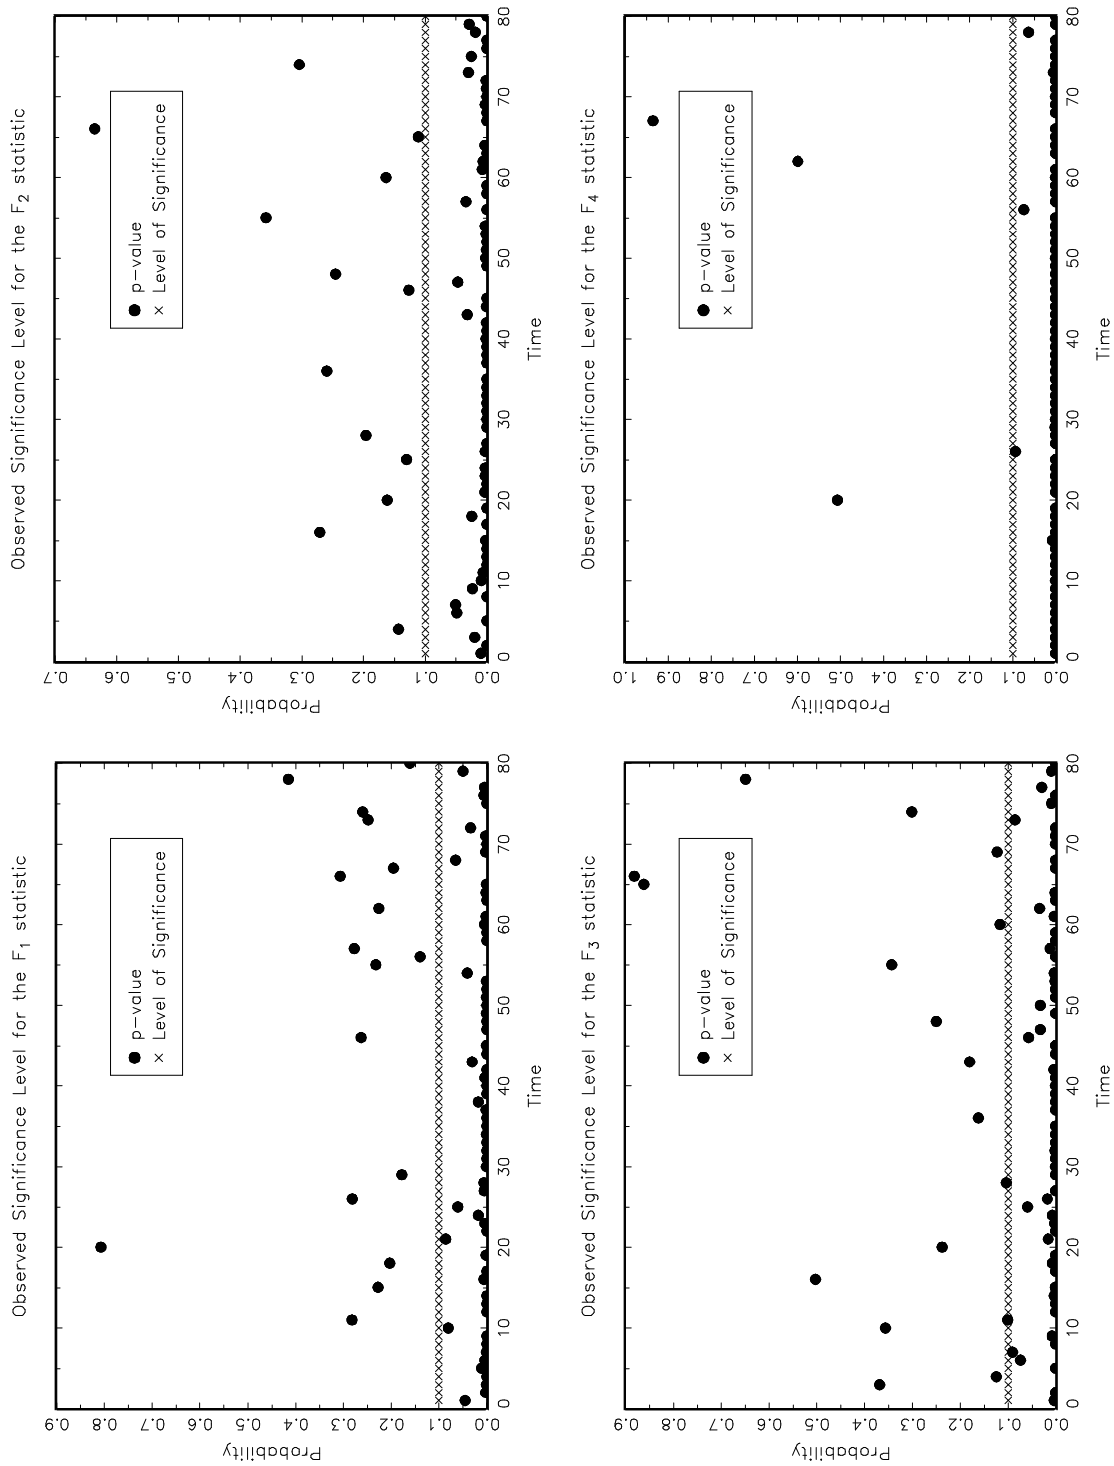 Observed Significance Level for the F1 statistic
Probability
0.0 0.1 0.2 0.3 0.4 0.5 0.6 0.7 0.8 0.9
p-value
× Level of Significance
0 10 20 30 40 50 60 70 80
Time
Observed Significance Level for the F2 statistic
Probability
0.0 0.1 0.2 0.3 0.4 0.5 0.6 0.7
p-value
× Level of Significance
0 10 20 30 40 50 60 70 80
Time
Observed Significance Level for the F3 statistic
Probability
0.0 0.1 0.2 0.3 0.4 0.5 0.6 0.7 0.8 0.9
p-value
× Level of Significance
0 10 20 30 40 50 60 70 80
Time
Observed Significance Level for the F4 statistic
Probability
0.0 0.1 0.2 0.3 0.4 0.5 0.6 0.7 0.8 0.9 1.0
p-value
× Level of Significance
0 10 20 30 40 50 60 70 80
Time